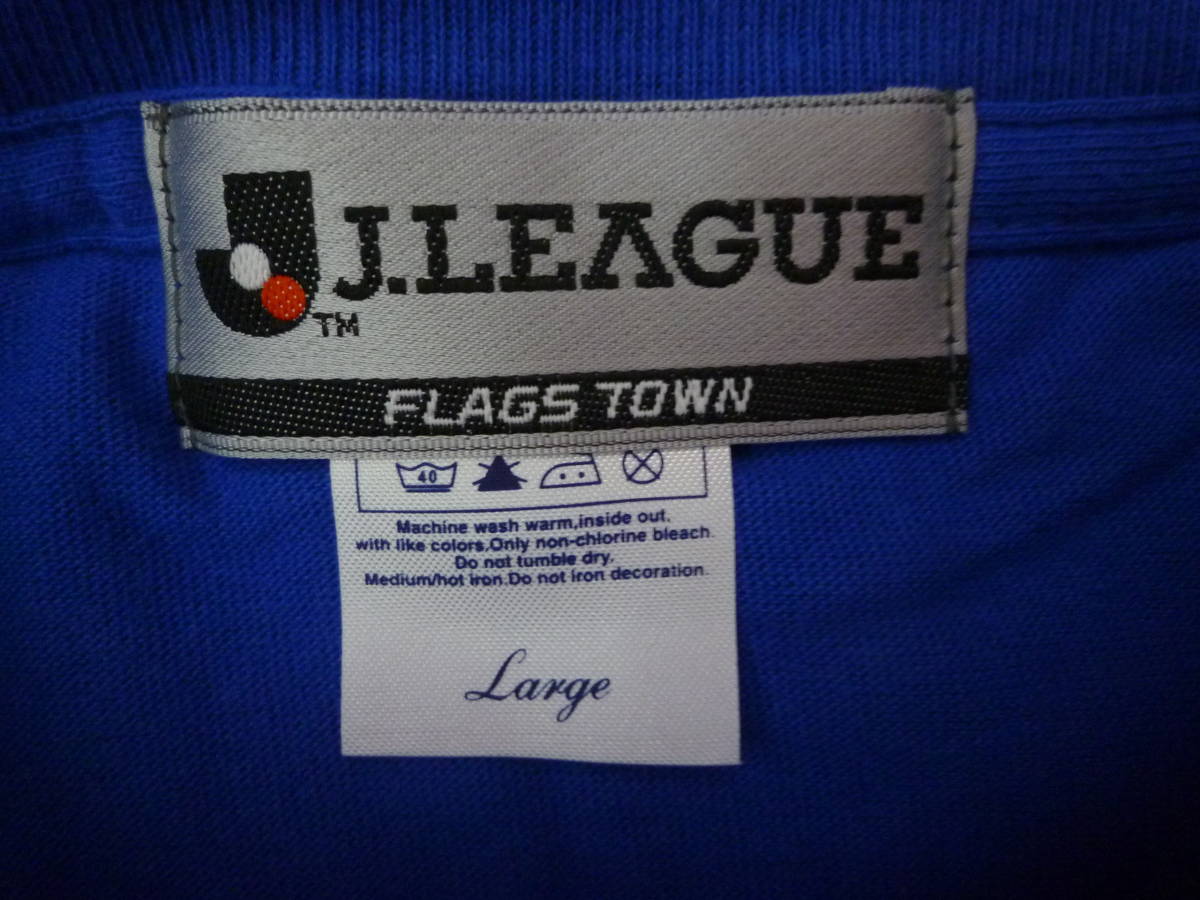 J.LEAGUE
TM
FLAGS TOWN
40
Machine wash warm,inside out,
with like colors.Only non-chlorine bleach.
Do not tumble dry.
Medium/hot iron.Do not iron decoration.
Large